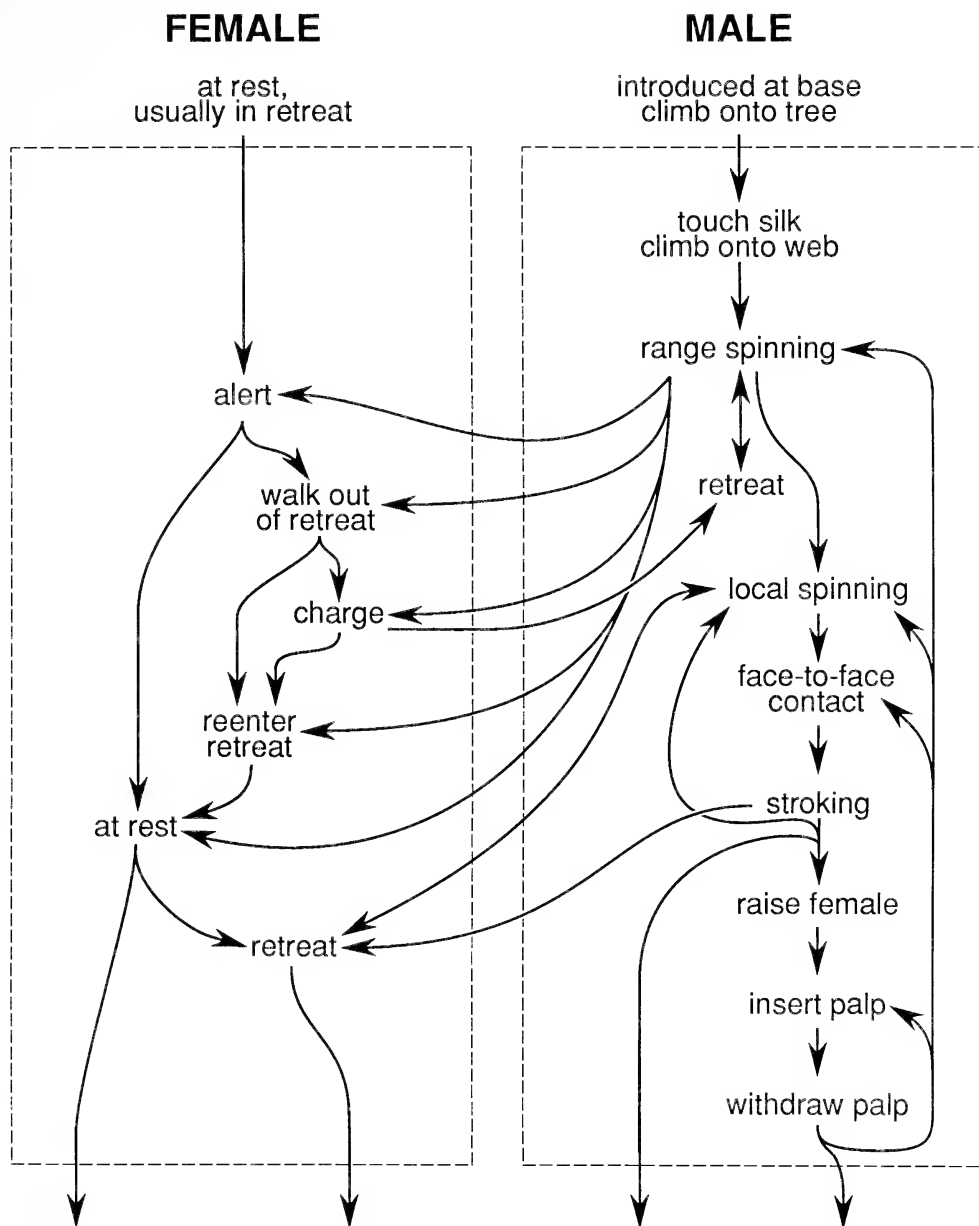 FEMALE
at rest,
usually in retreat
alert
walk out
of retreat
charge
reenter
retreat
at rest
retreat
MALE
introduced at base
climb onto tree
touch silk
climb onto web
range spinning
retreat
local spinning
face-to-face
contact
stroking
raise female
insert palp
withdraw palp